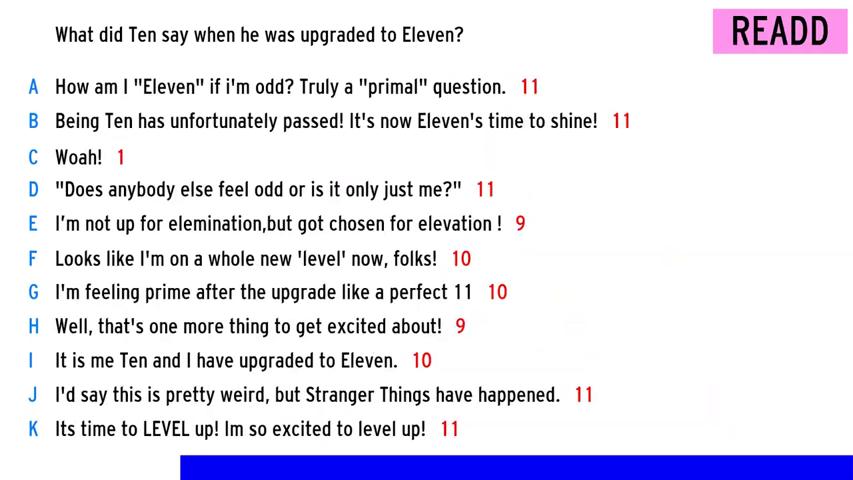 What did Ten say when he was upgraded to Eleven?
READD
A How am I "Eleven" if i'm odd? Truly a "primal" question. 11
B Being Ten has unfortunately passed! It's now Eleven's time to shine! 11
C Woah! 1
D "Does anybody else feel odd or is it only just me?" 11
E I'm not up for elemination,but got chosen for elevation ! 9
F Looks like I'm on a whole new 'level' now, folks! 10
G I'm feeling prime after the upgrade like a perfect 11 10
H Well, that's one more thing to get excited about! 9
I It is me Ten and I have upgraded to Eleven. 10
J I'd say this is pretty weird, but Stranger Things have happened. 11
K Its time to LEVEL up! Im so excited to level up! 11